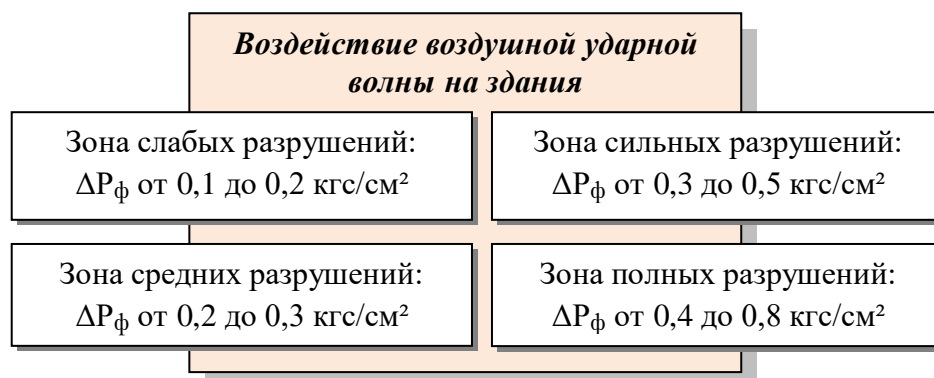 Воздействие воздушной ударной
волны на здания
Зона слабых разрушений:
ΔPф от 0,1 до 0,2 кгс/см²
Зона сильных разрушений:
ΔPф от 0,3 до 0,5 кгс/см²
Зона средних разрушений:
ΔPф от 0,2 до 0,3 кгс/см²
Зона полных разрушений:
ΔPф от 0,4 до 0,8 кгс/см²